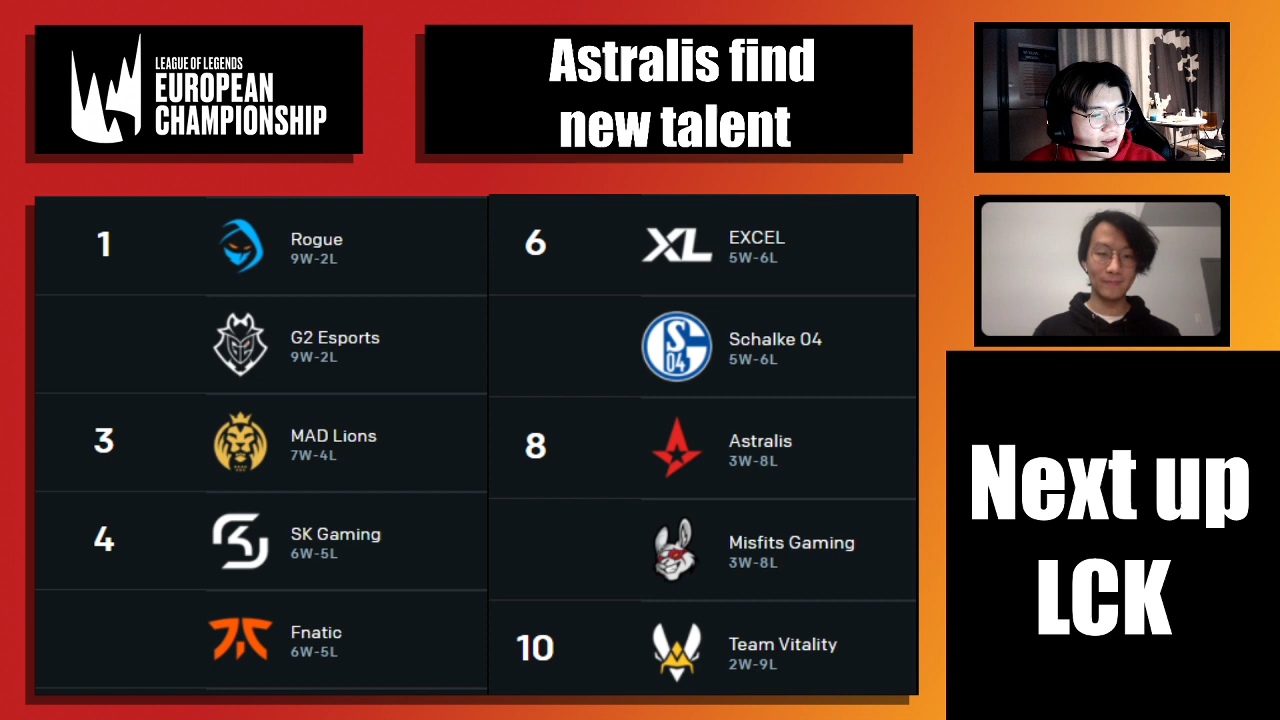 LEAGUE OF LEGENDS
EUROPEAN
CHAMPIONSHIP
Astralis find
new talent
1
Rogue
9W-2L
G2 Esports
9W-2L
3
MAD Lions
7W-4L
4
SK Gaming
6W-5L
Fnatic
6W-5L
6
XL
EXCEL
5W-6L
S
04
Schalke 04
5W-6L
8
Astralis
3W-8L
Misfits Gaming
3W-8L
10
Team Vitality
2W-9L
Next up
LCK